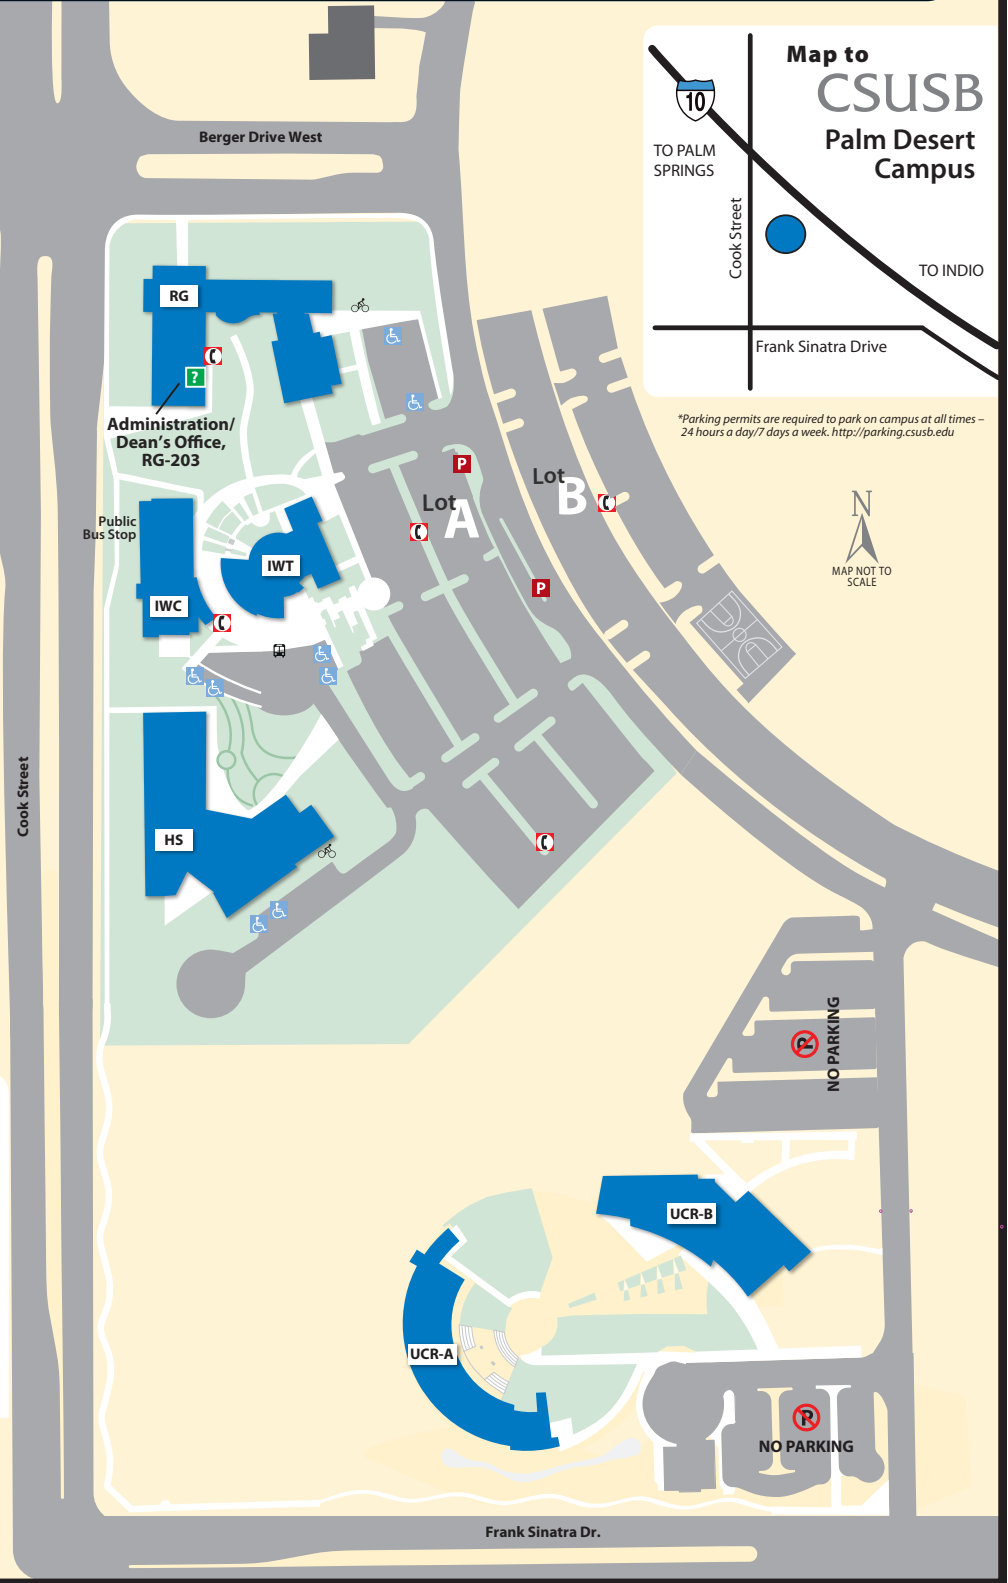 Berger Drive West
Map to
CSUSB
Palm Desert
Campus
10
TO PALM
SPRINGS
Cook Street
TO INDIO
Frank Sinatra Drive
*Parking permits are required to park on campus at all times –
24 hours a day/7 days a week. http://parking.csusb.edu
RG
?
Administration/
Dean's Office,
RG-203
P
Lot
A
Lot
B
N
MAP NOT TO
SCALE
Public
Bus Stop
IWT
IWC
P
HS
Cook Street
P
NO PARKING
UCR-B
UCR-A
P
NO PARKING
Frank Sinatra Dr.